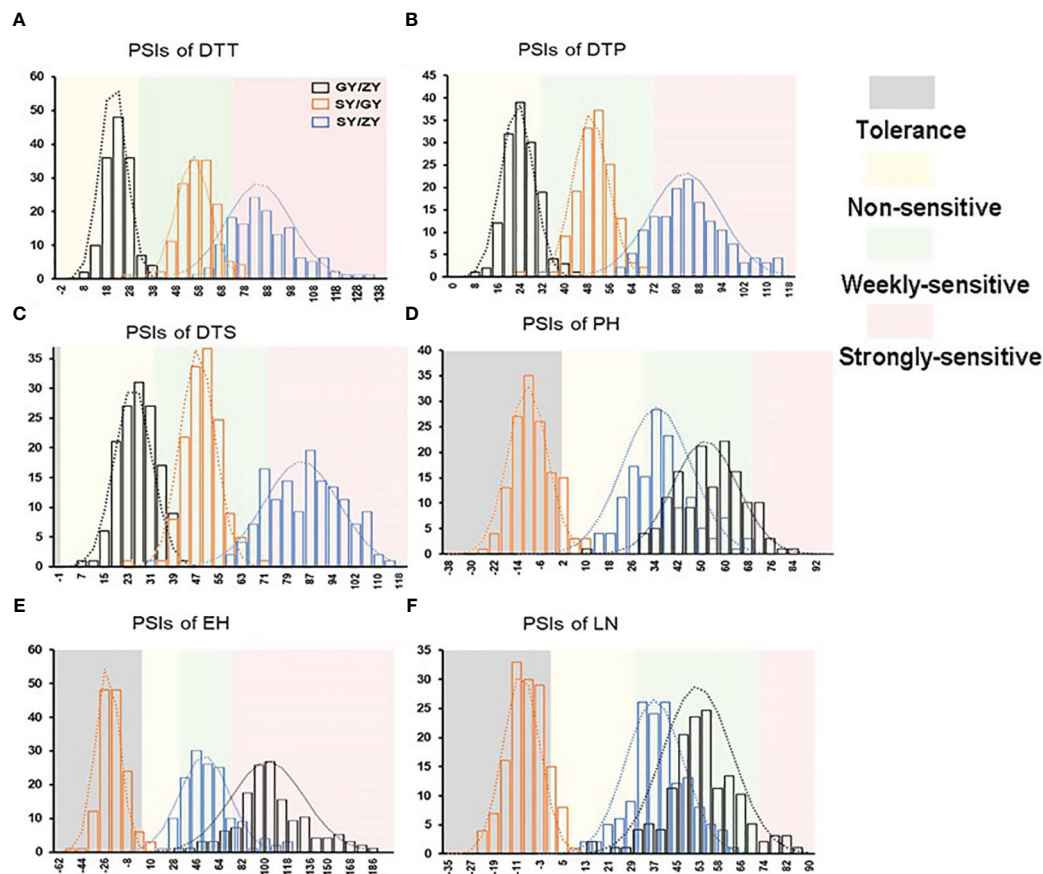 A
PSIs of DTT
60
50
40
30
20
10
0
-2 8 18 28 38 48 58 68 78 88 98 108 118 128 138
GY/ZY
SY/GY
SY/ZY
B
PSIs of DTP
45
40
35
30
25
20
15
10
5
0
0 8 16 24 32 40 48 56 64 72 80 86 94 102 110 118
Tolerance
Non-sensitive
Weekly-sensitive
Strongly-sensitive
C
PSIs of DTS
35
30
25
20
15
10
5
0
-1 7 15 23 31 39 47 55 63 71 79 87 94 102 110 118
D
PSIs of PH
40
35
30
25
20
15
10
5
0
-38 -30 -22 -14 -6 2 10 18 26 34 42 50 60 68 76 84 92
E
PSIs of EH
60
50
40
30
20
10
0
-62 -44 -26 -8 10 28 46 64 82 100 118 136 150 168 186
F
PSIs of LN
35
30
25
20
15
10
5
0
-35 -27 -19 -11 -3 5 13 21 29 37 45 53 58 66 74 82 90